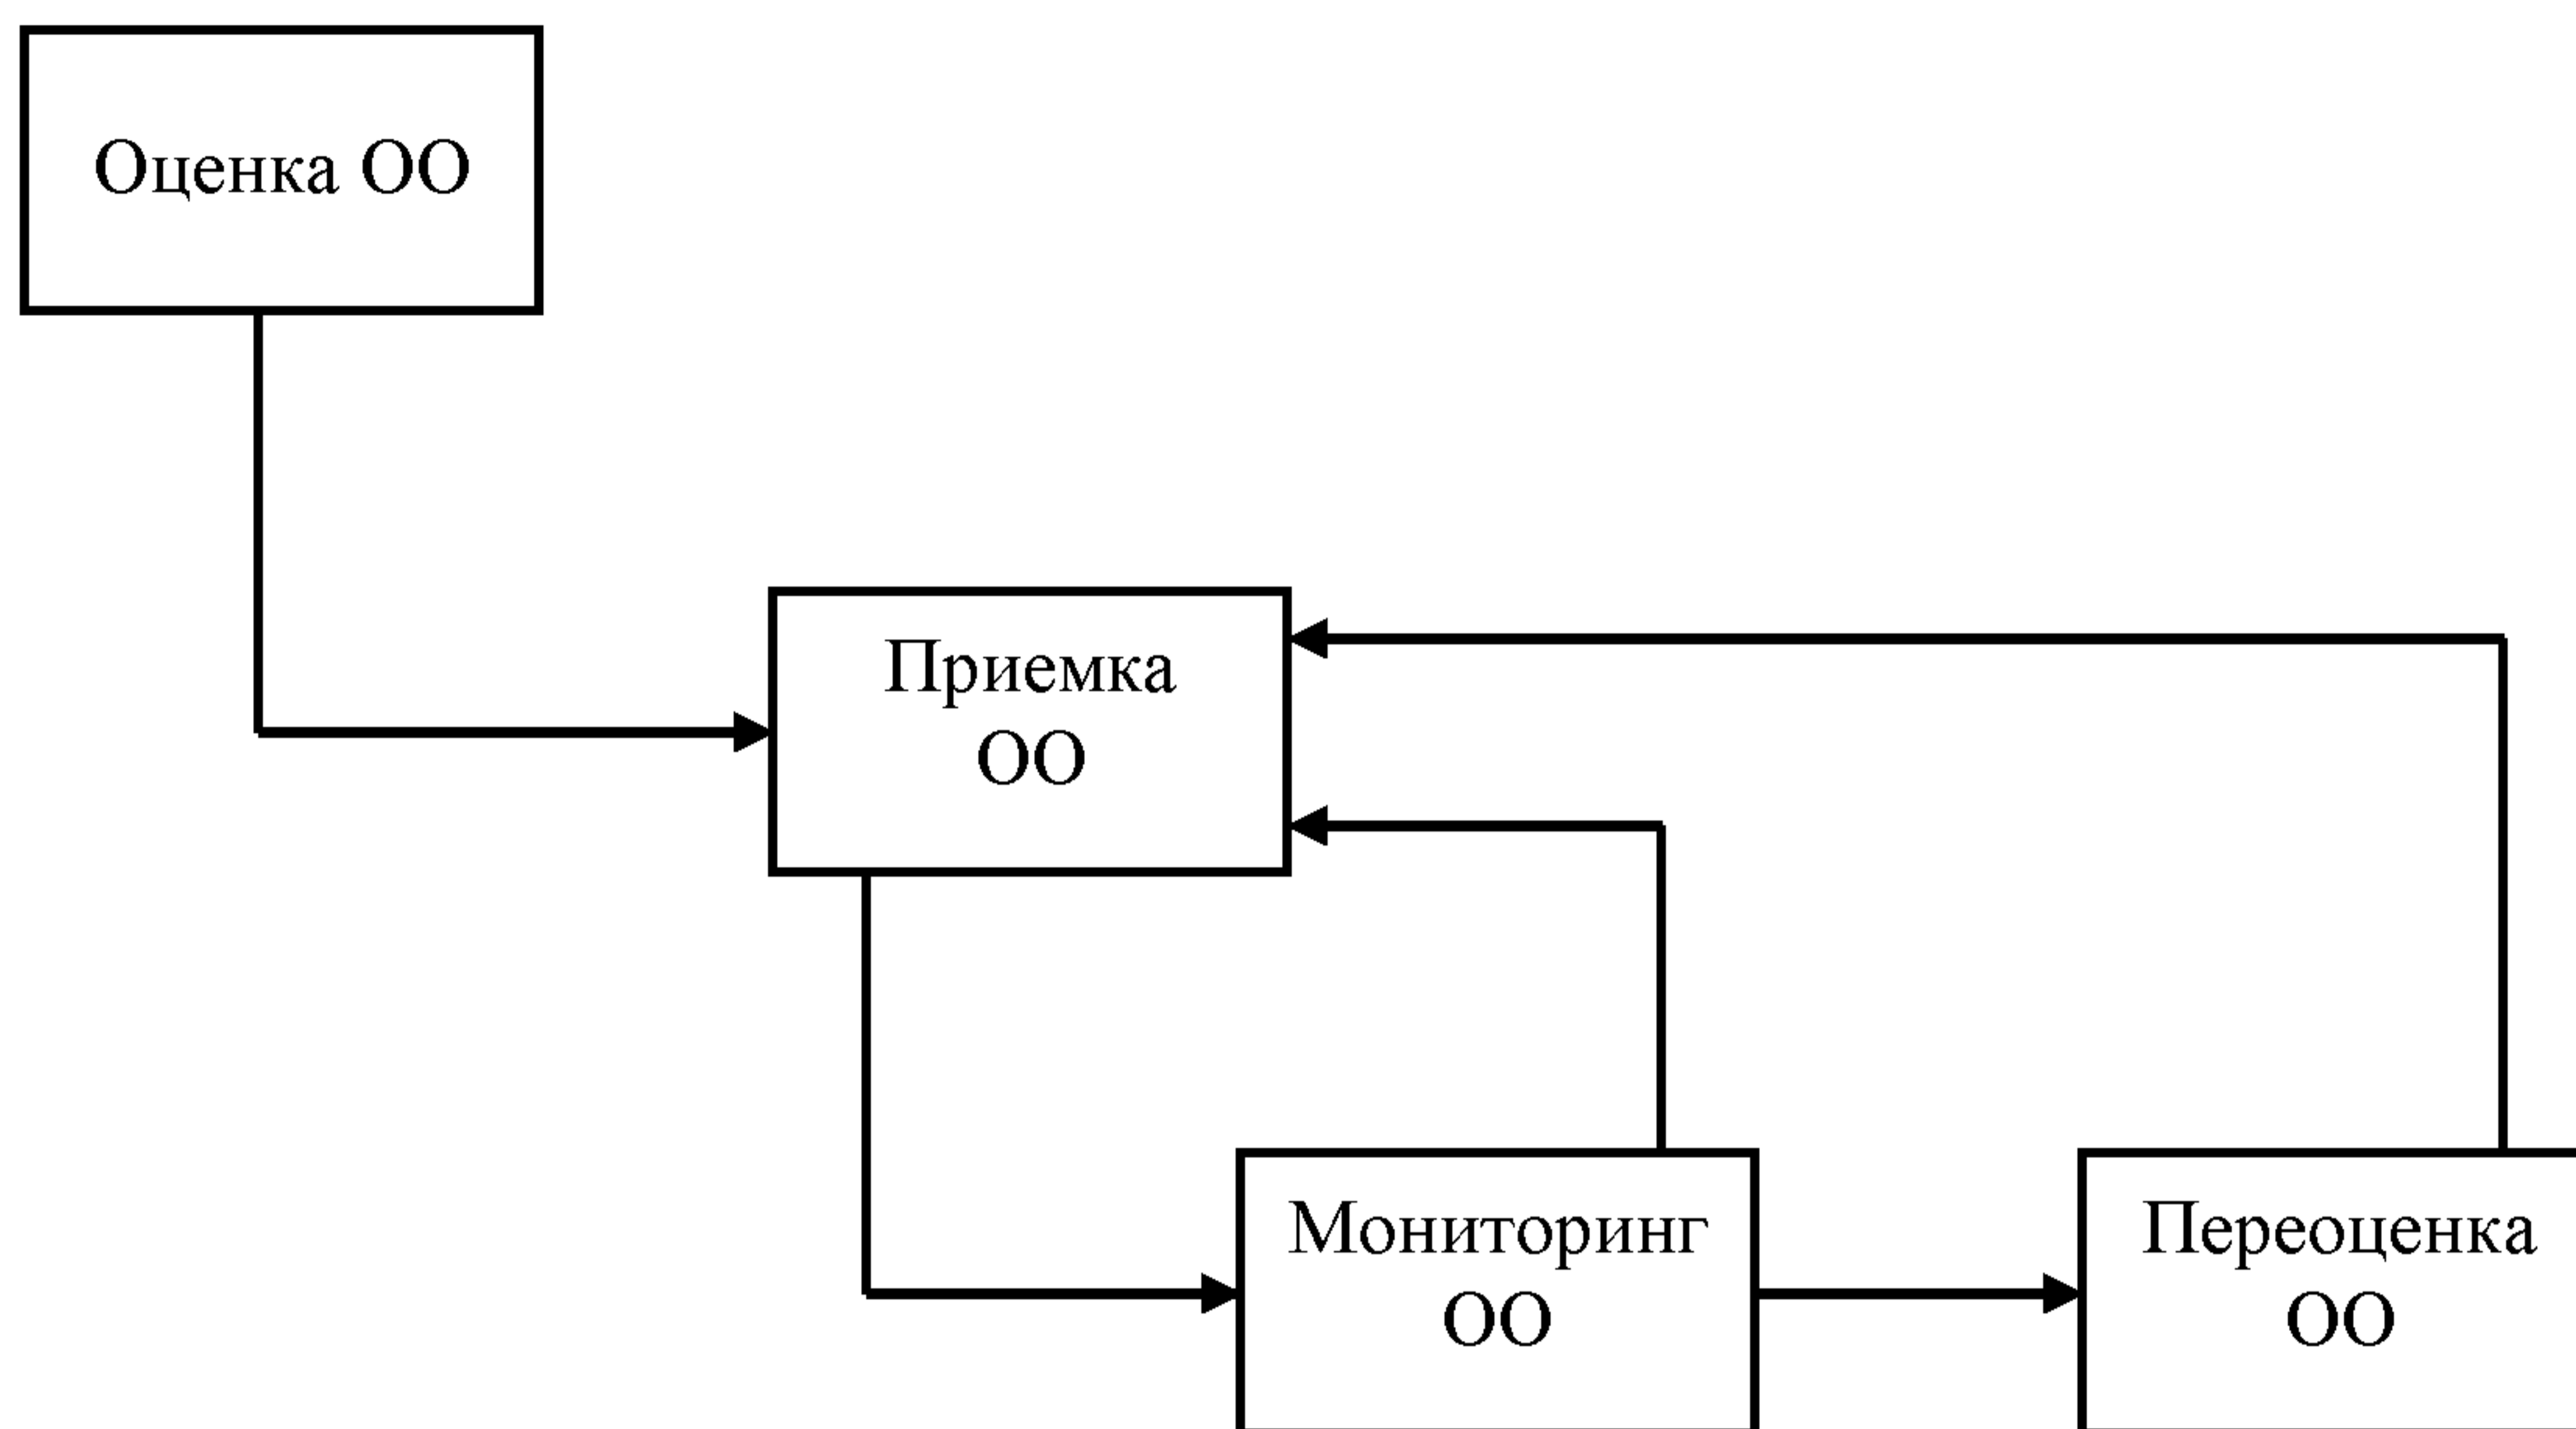 Оценка ОО
Приемка
ОО
Мониторинг
ОО
Переоценка
ОО